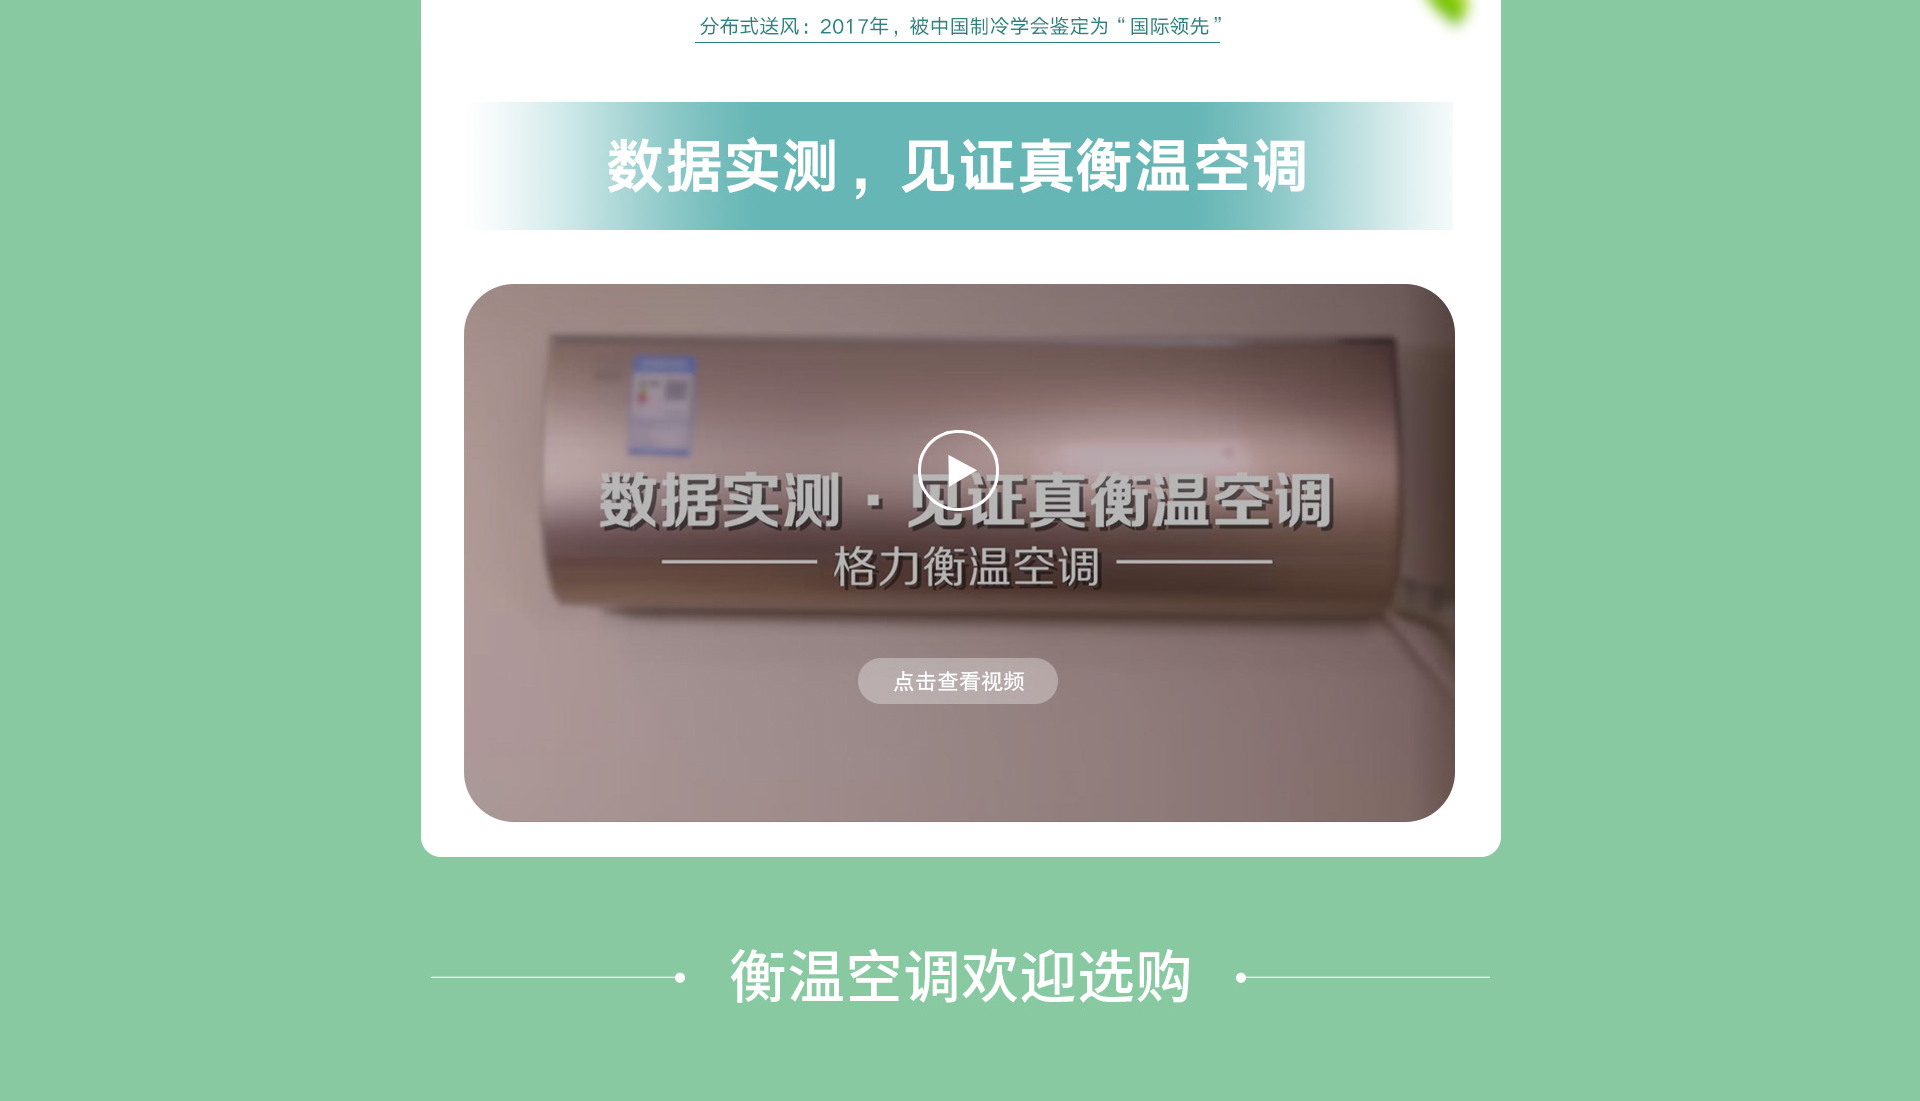 分布式送风：2017年，被中国制冷学会鉴定为“国际领先”
数据实测，见证真衡温空调
数据实测·见证真衡温空调
格力衡温空调
点击查看视频
衡温空调欢迎选购